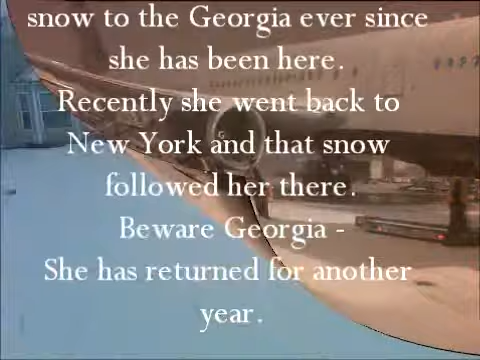 snow to the Georgia ever since
she has been here.
Recently she went back to
New York and that snow
followed her there.
Beware Georgia -
She has returned for another
year.